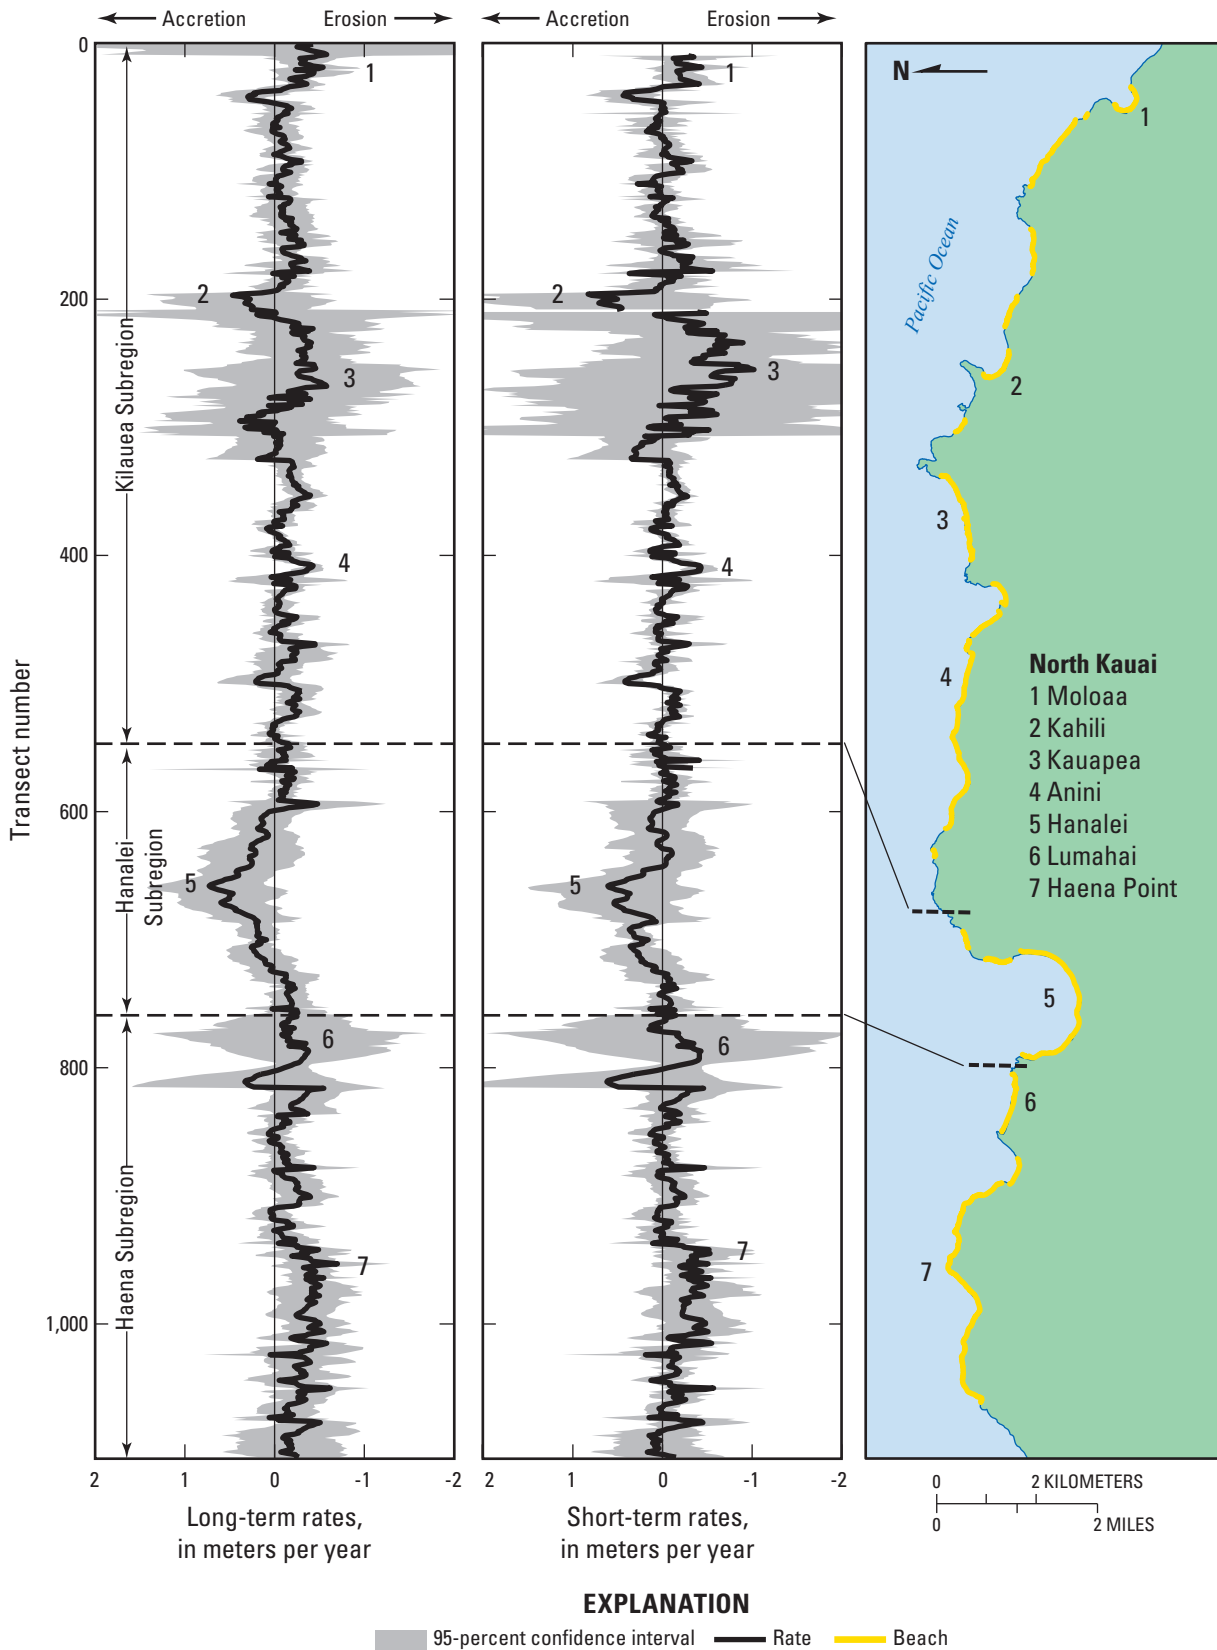 Accretion Erosion
Accretion Erosion
0
200
400
600
800
1,000
Transect number
Kilauea Subregion
Hanalei
Subregion
Haena Subregion
1
2
3
4
5
6
7
2 1 0 -1 -2
Long-term rates,
in meters per year
1
2
3
4
5
6
7
2 1 0 -1 -2
Short-term rates,
in meters per year
N
Pacific Ocean
1
2
3
4
5
6
7
North Kauai
1 Moloaa
2 Kahili
3 Kauapea
4 Anini
5 Hanalei
6 Lumahai
7 Haena Point
0 2 KILOMETERS
0 2 MILES
EXPLANATION
95-percent confidence interval Rate Beach